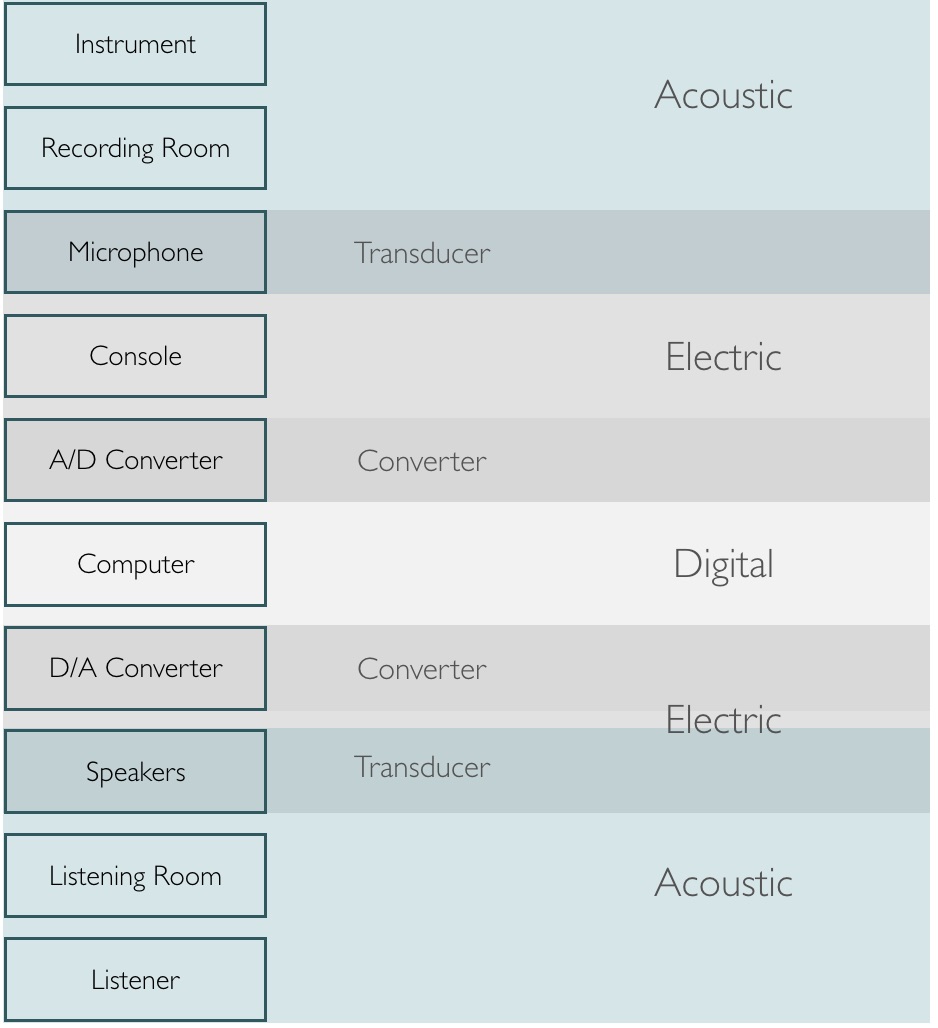 Instrument
Acoustic
Recording Room
Microphone
Transducer
Console
Electric
A/D Converter
Converter
Computer
Digital
D/A Converter
Converter
Electric
Speakers
Transducer
Listening Room
Acoustic
Listener